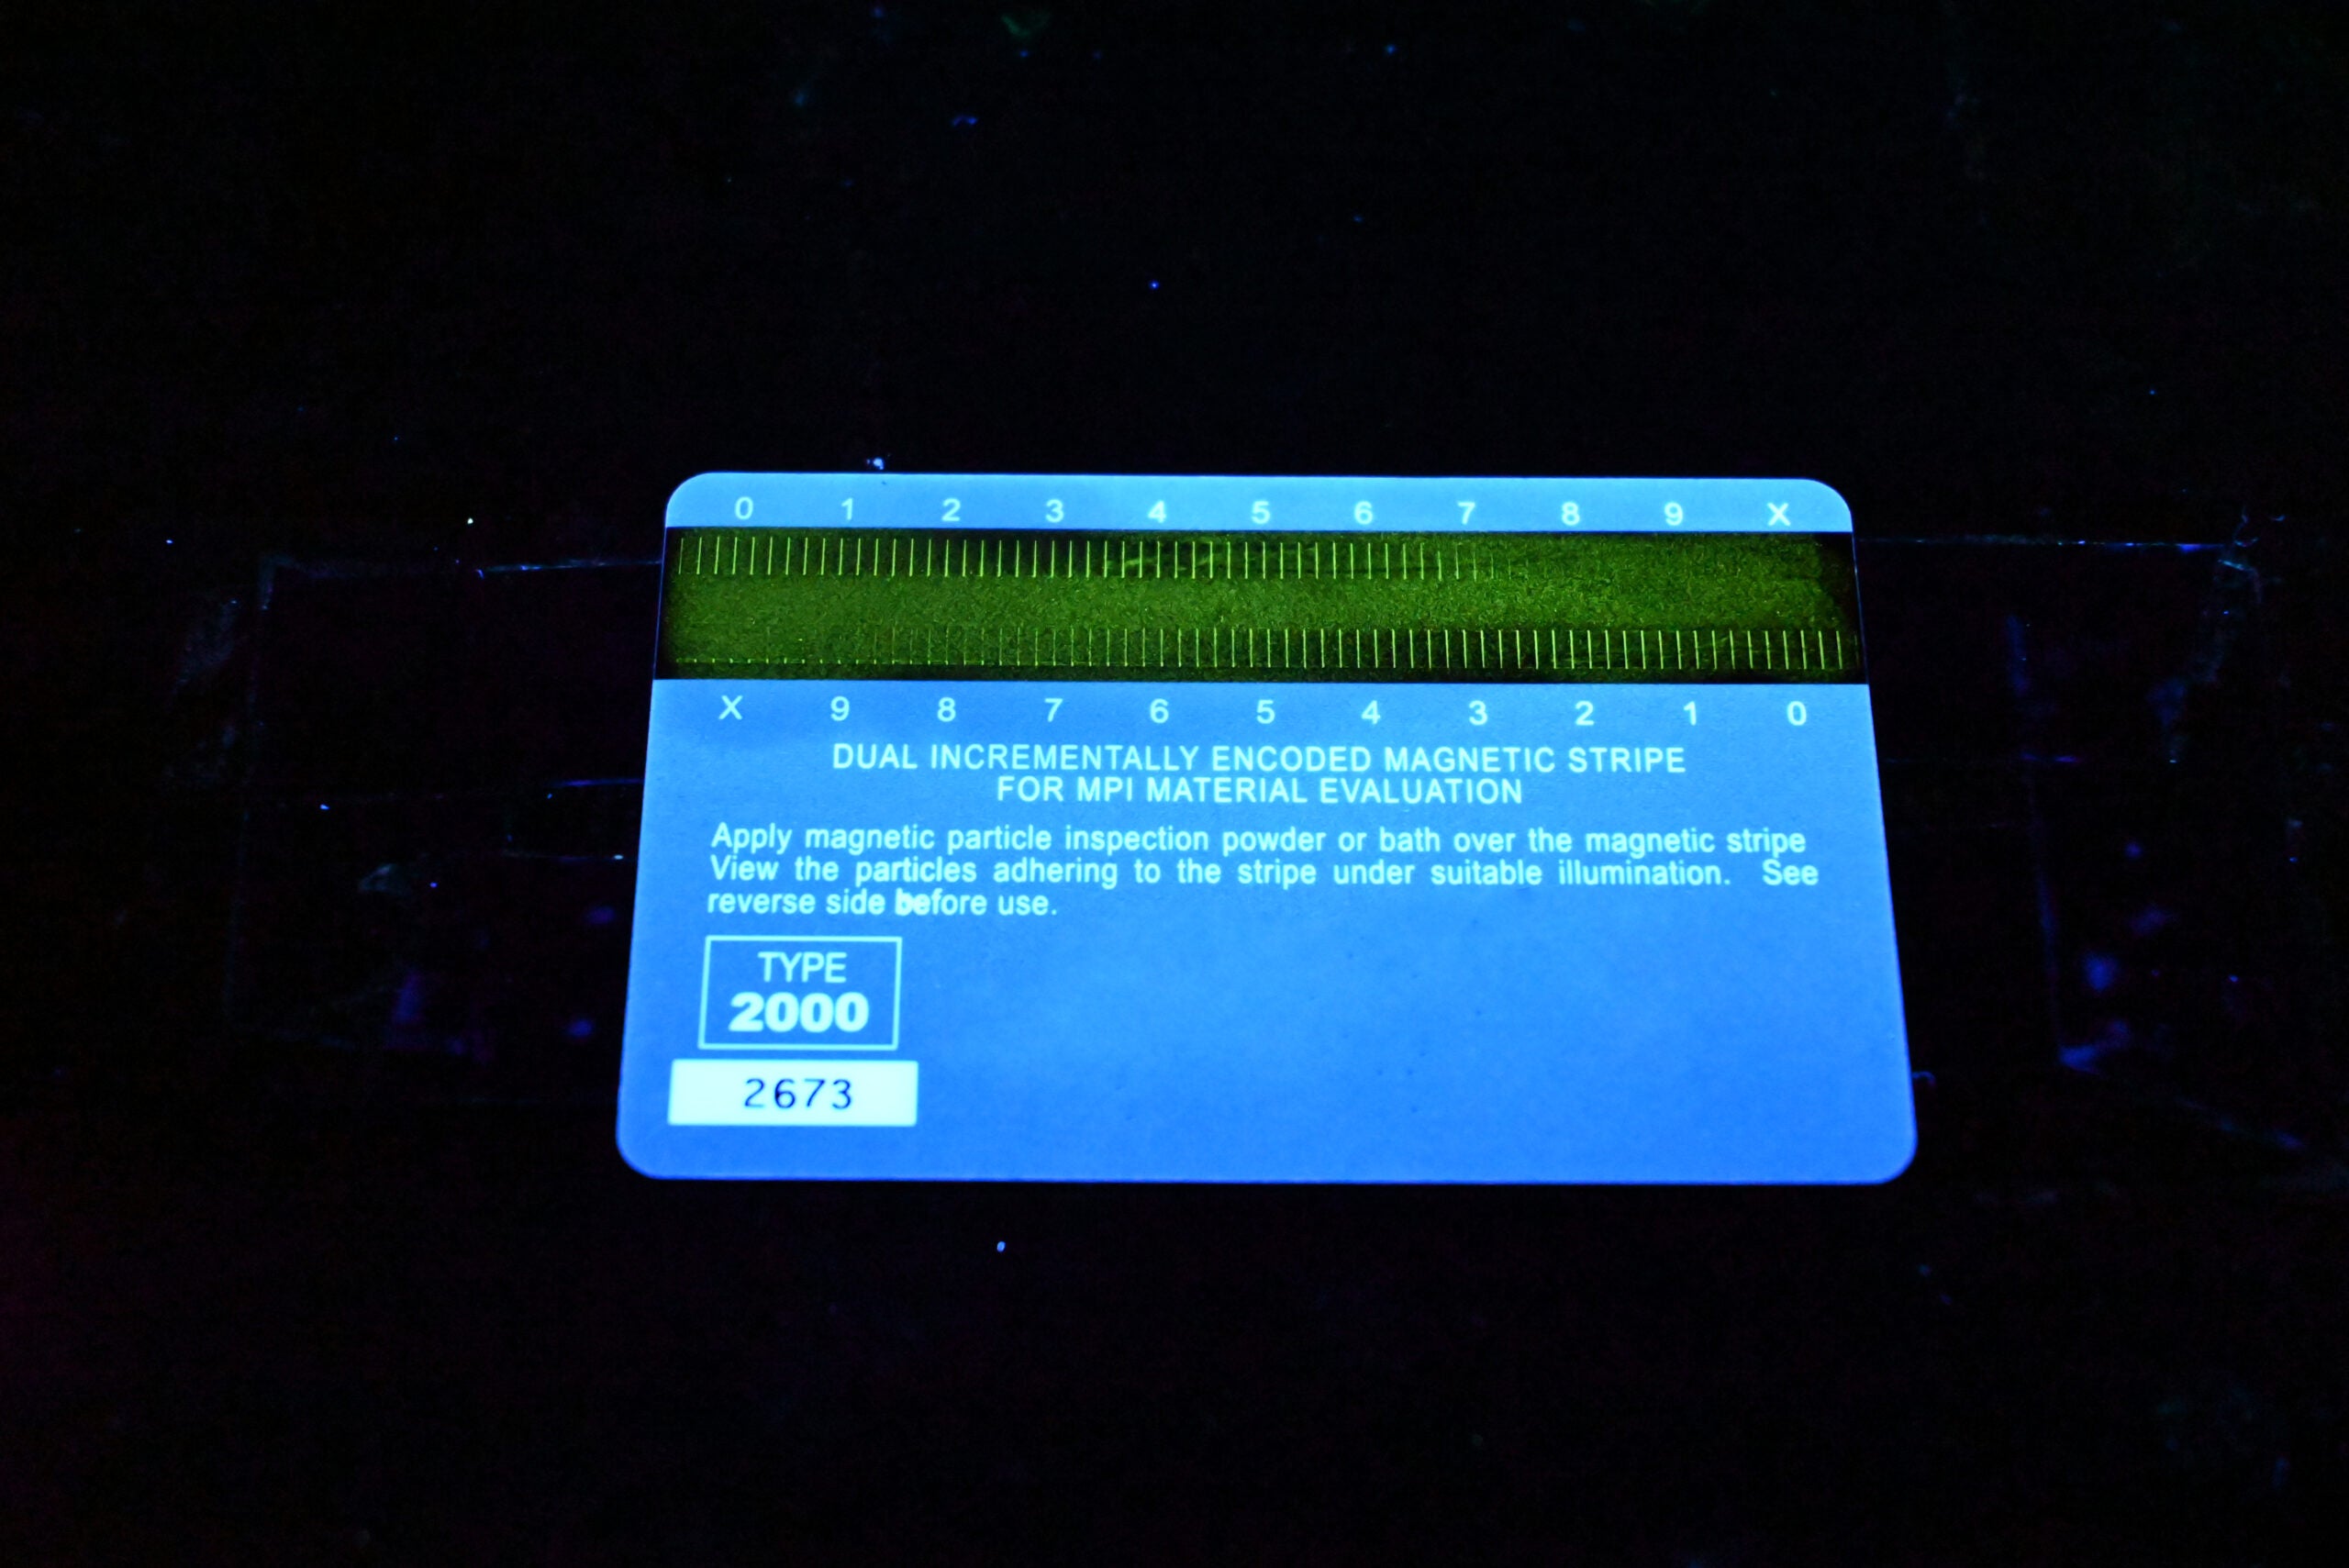 0 1 2 3 4 5 6 7 8 9 X
X 9 8 7 6 5 4 3 2 1 0
DUAL INCREMENTALLY ENCODED MAGNETIC STRIPE
FOR MPI MATERIAL EVALUATION
Apply magnetic particle inspection powder or bath over the magnetic stripe
View the particles adhering to the stripe under suitable illumination. See
reverse side before use.
TYPE
2000
2673